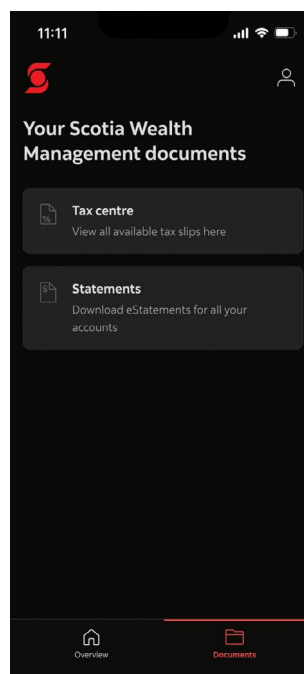 11:11
Your Scotia Wealth
Management documents
Tax centre
View all available tax slips here
Statements
Download eStatements for all your
accounts
Overview
Documents